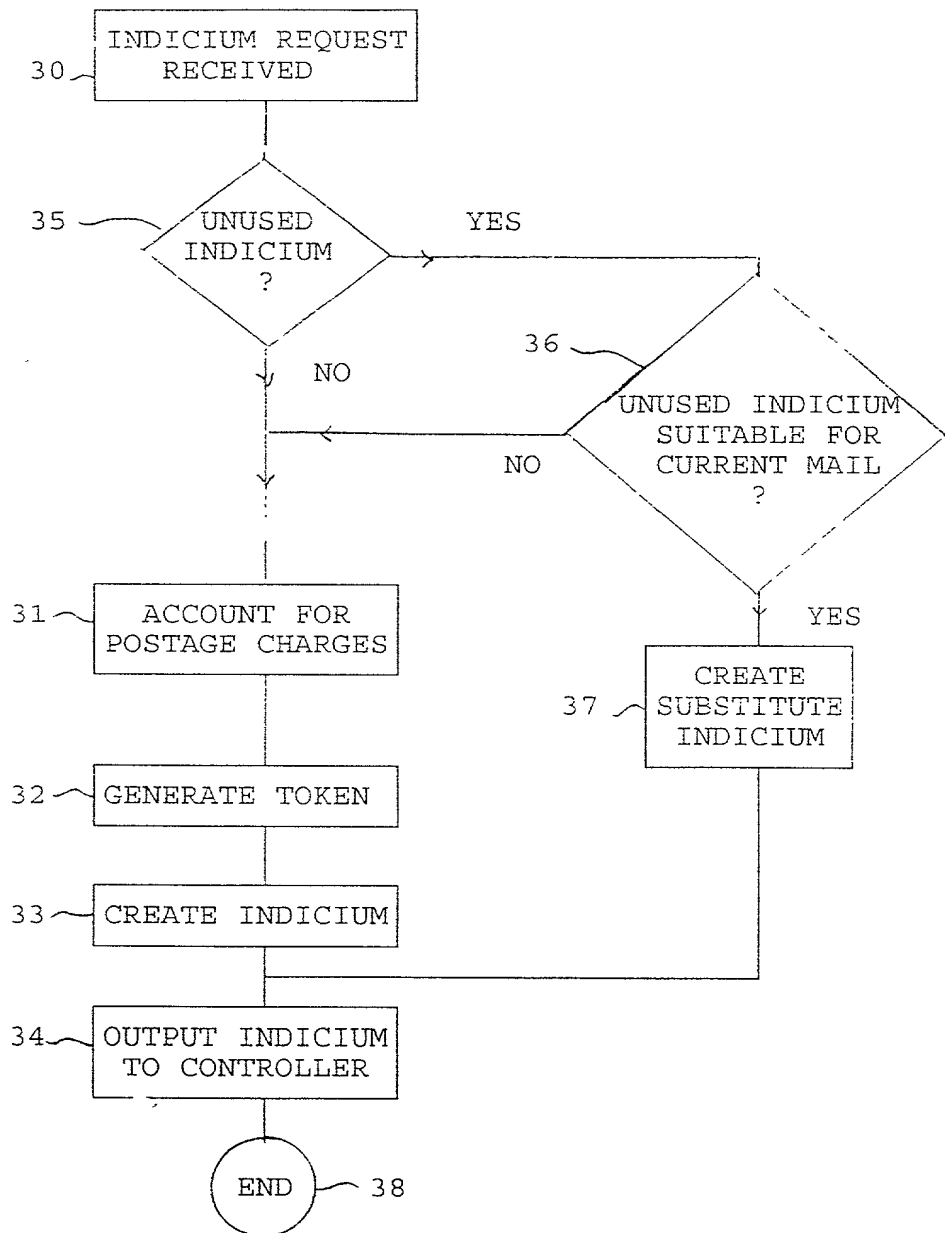 INDICIUM REQUEST
RECEIVED
30
35
UNUSED
INDICIUM
?
YES
NO
36
UNUSED INDICIUM
SUITABLE FOR
CURRENT MAIL
?
NO
YES
31
ACCOUNT FOR
POSTAGE CHARGES
37
CREATE
SUBSTITUTE
INDICIUM
32
GENERATE TOKEN
33
CREATE INDICIUM
34
OUTPUT INDICIUM
TO CONTROLLER
END
38